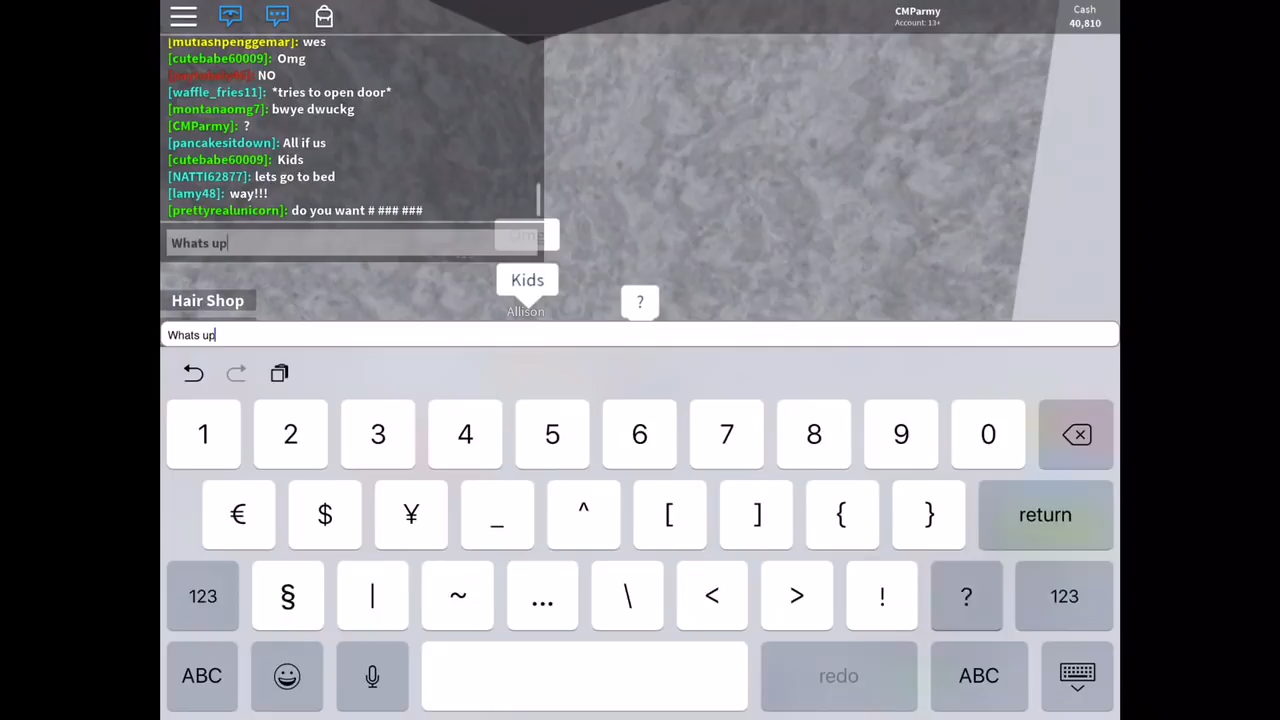 CMParmy
Account: 13+
Cash
40,810
[mutiashpenggemar]: wes
[cutebabe60009]: Omg
NO
[waffle_fries11]: *tries to open door*
[montanaomg7]: bwye dwuckg
[CMParmy]: ?
[pancakesitdown]: All if us
[cutebabe60009]: Kids
[NATTI62877]: lets go to bed
[lamy48]: way!!!
[prettyrealunicorn]: do you want # ### ###
Whats up
Omg
Kids
?
Allison
Hair Shop
Whats up
1 2 3 4 5 6 7 8 9 0
€ $ ¥ _ ^ [ ] { } return
123 § | ~ ... \ < > ! ? 123
ABC redo ABC